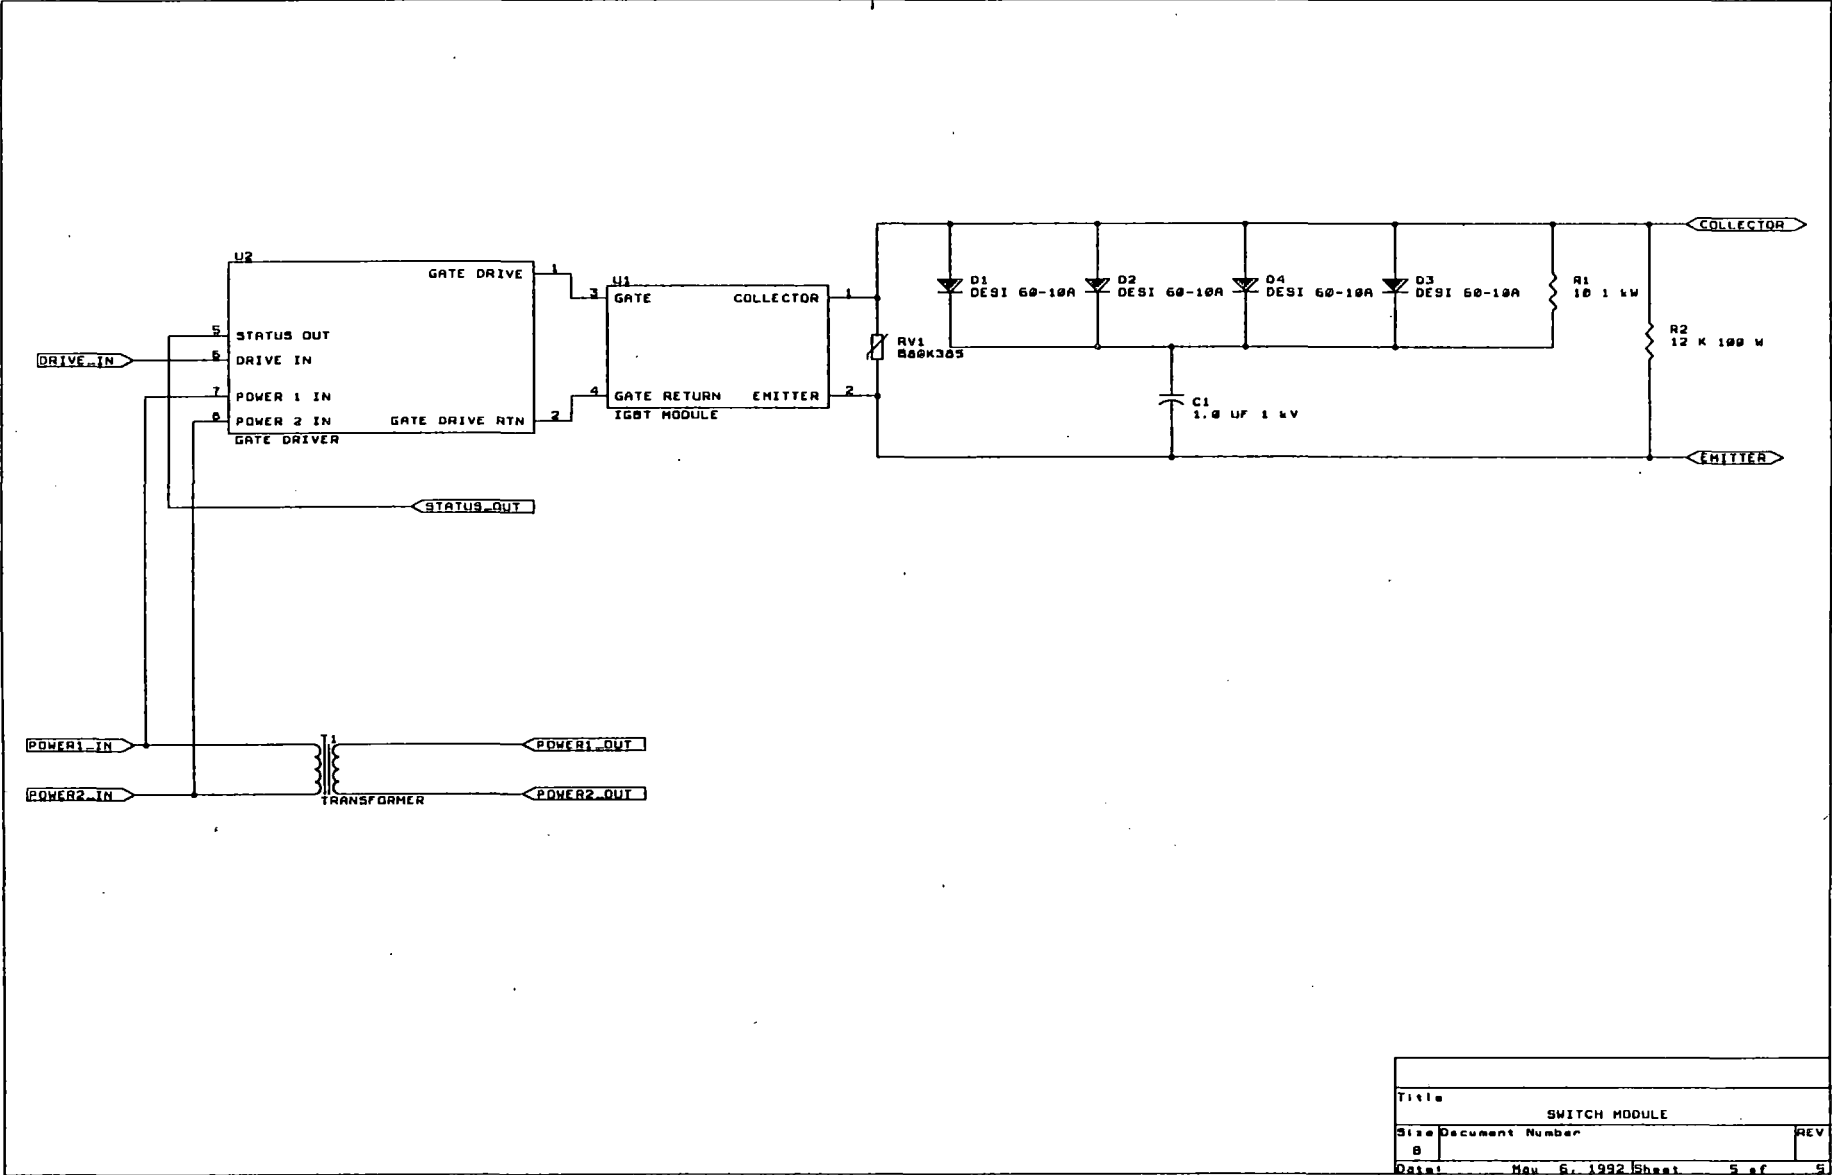 U2
GATE DRIVE 1
5 STATUS OUT
6 DRIVE IN
7 POWER 1 IN
8 POWER 2 IN
GATE DRIVE RTN 2
GATE DRIVER
DRIVE_IN
STATUS_OUT
U1
3 GATE
COLLECTOR 1
4 GATE RETURN
EMITTER 2
IGBT MODULE
RV1
B80K385
D1
DESI 60-10A
D2
DESI 60-10A
D4
DESI 60-10A
D3
DESI 60-10A
R1
10 1 kW
R2
12 K 100 W
C1
1.0 UF 1 kV
COLLECTOR
EMITTER
POWER1_IN
POWER2_IN
T1
TRANSFORMER
POWER1_OUT
POWER2_OUT
Title
SWITCH MODULE
Size Document Number REV
B
Date: May 6, 1992 Sheet 5 of 5